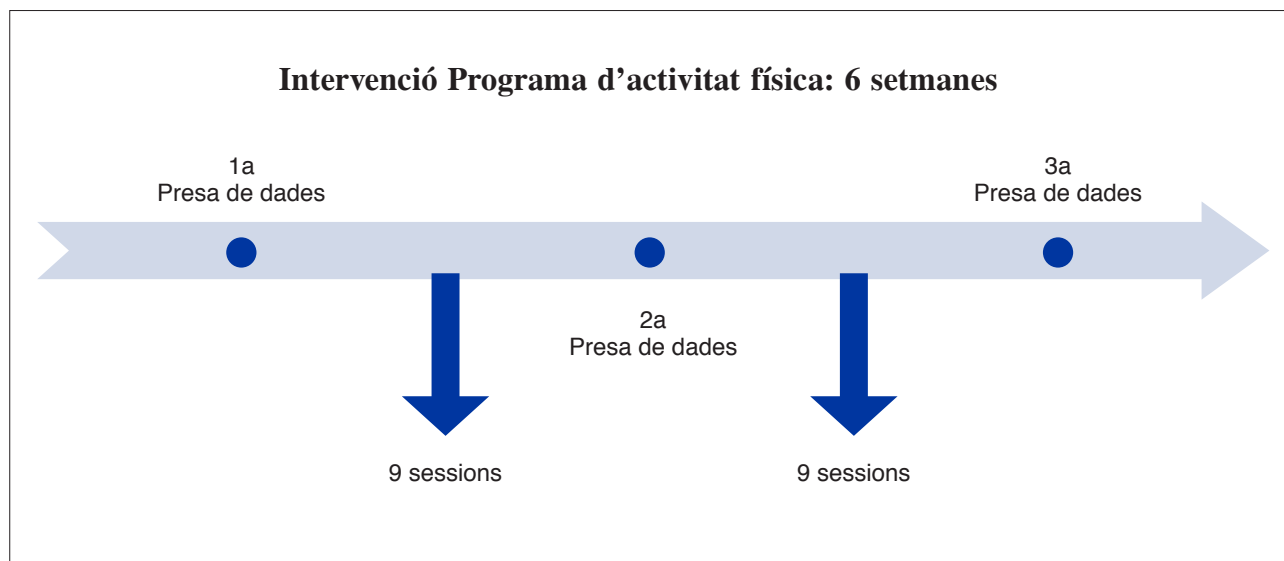 Intervenció Programa d’activitat física: 6 setmanes
1a
Presa de dades
3a
Presa de dades
2a
Presa de dades
9 sessions
9 sessions